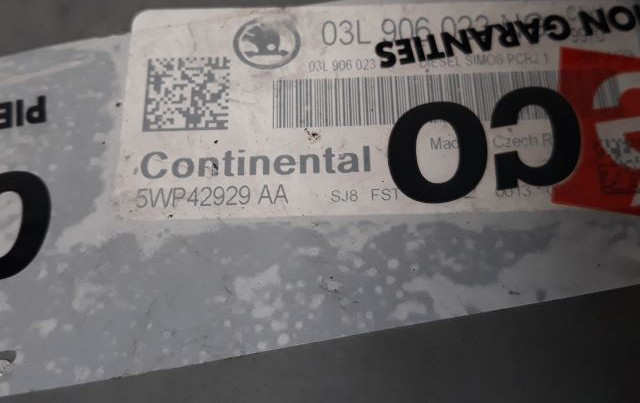 03L 906 023
ION GARANTIES
03L 906 023 DIESEL SIMOS PCR2 1
PIE
CO
Made Czech R
Continental
5WP42929 AA SJ8 FST